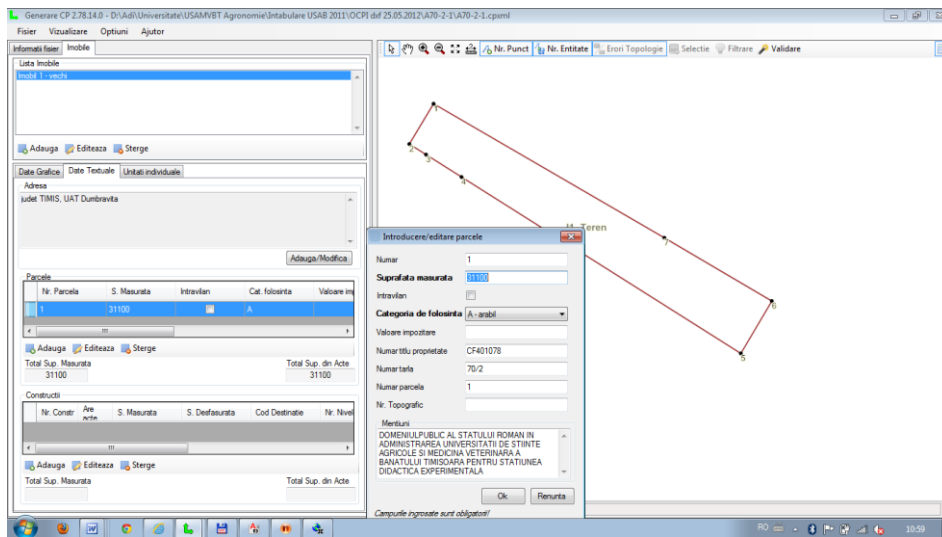 Generare CP 2.78.14.0 - D:\Adi\Universitate\USAMVBT Agronomie\Intabulare USAB 2011\OCPI dxf 25.05.2012\A70-2-1\A70-2-1.cpxml
Fisier Vizualizare Optiuni Ajutor
Informatii fisier Imobile
Nr. Punct Nr. Entitate Erori Topologie Selectie Filtrare Validare
Lista Imobile
Imobil 1 - vechi
Adauga Editeaza Sterge
Date Grafice Date Textuale Unitati individuale
Adresa
judet TIMIS, UAT Dumbravita
Adauga/Modifica
Parcele
Nr. Parcela S. Masurata Intravilan Cat. folosinta Valoare im
1 31100 A
Adauga Editeaza Sterge
Total Sup. Masurata Total Sup. din Acte
31100 31100
Constructii
Nr. Constr Are acte S. Masurata S. Desfasurata Cod Destinatie Nr. Nivel
Adauga Editeaza Sterge
Total Sup. Masurata Total Sup. din Acte
1
2
3
4
Teren
7
6
5
Introducere/editare parcele
Numar 1
Suprafata masurata 31100
Intravilan
Categoria de folosinta A - arabil
Valoare impozitare
Numar titlu proprietate CF401078
Numar tarla 70/2
Numar parcela 1
Nr. Topografic
Mentiuni
DOMENIULPUBLIC AL STATULUI ROMAN IN
ADMINISTRAREA UNIVERSITATII DE STIINTE
AGRICOLE SI MEDICINA VETERINARA A
BANATULUI TIMISOARA PENTRU STATIUNEA
DIDACTICA EXPERIMENTALA
Ok Renunta
Campurile ingrosate sunt obligatorii!
RO 10:59